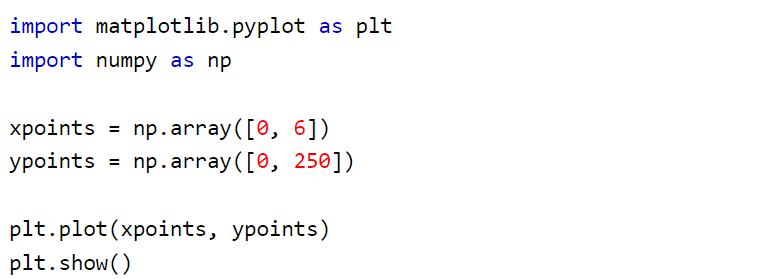 import matplotlib.pyplot as plt
import numpy as np
xpoints = np.array([0, 6])
ypoints = np.array([0, 250])
plt.plot(xpoints, ypoints)
plt.show()